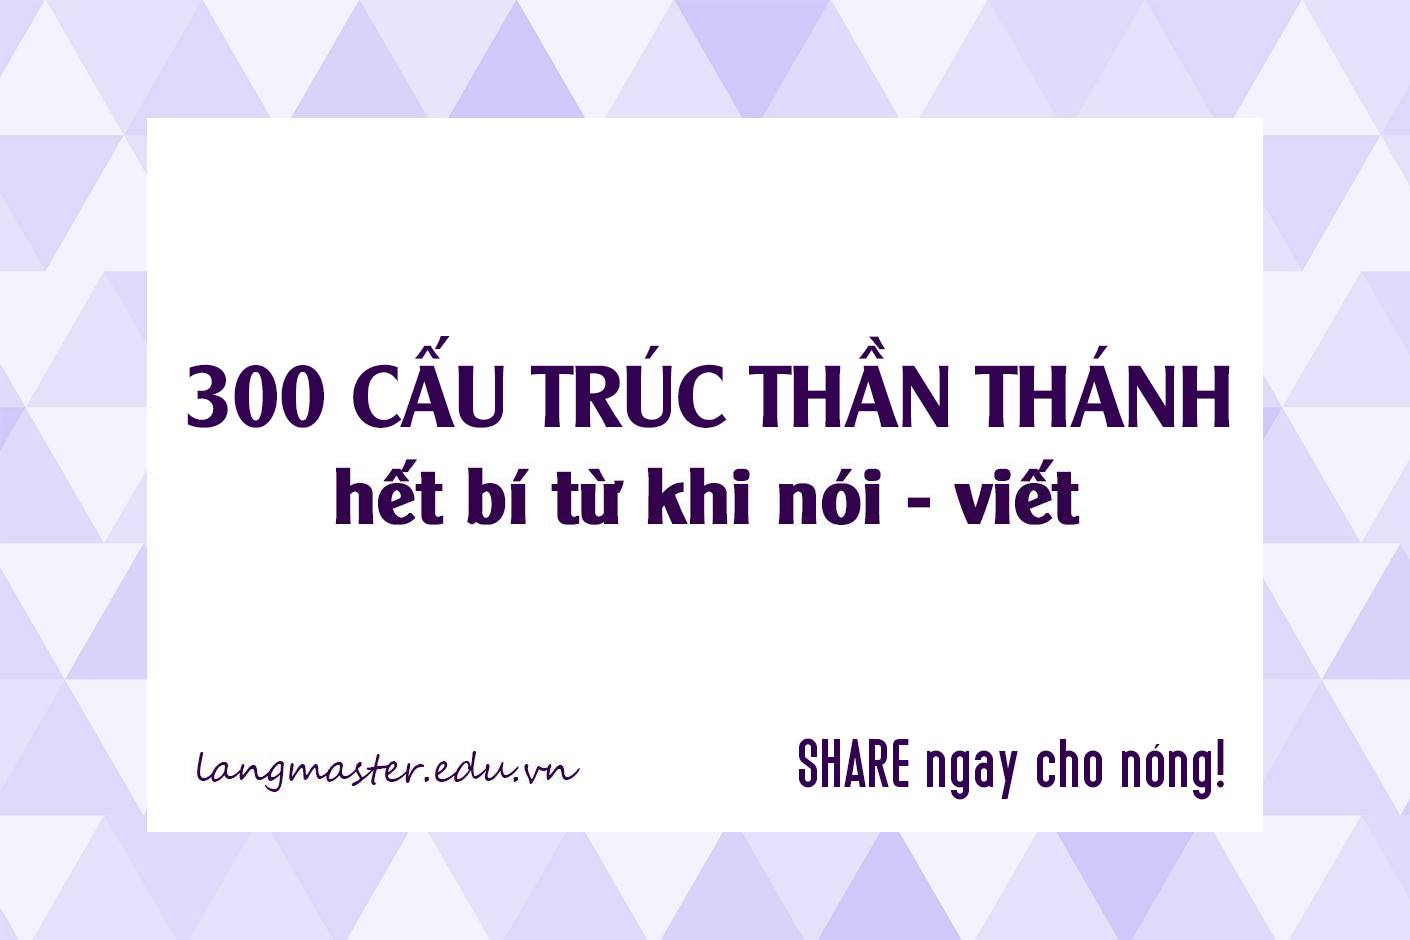 300 CẤU TRÚC THẦN THÁNH
hết bí từ khi nói - viết
langmaster.edu.vn
SHARE ngay cho nóng!